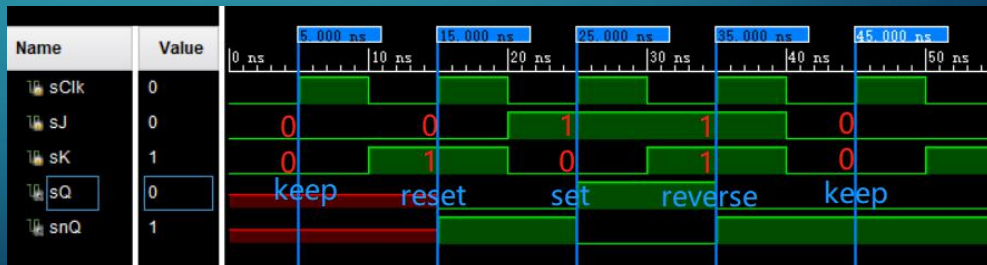 Name Value 5.000 ns 15.000 ns 25.000 ns 35.000 ns 45.000 ns
0 ns 10 ns 20 ns 30 ns 40 ns 50 ns
sClk 0
sJ 0 0 0 1 1 0
sK 1 0 1 0 1 0
sQ 0 keep reset set reverse keep
snQ 1